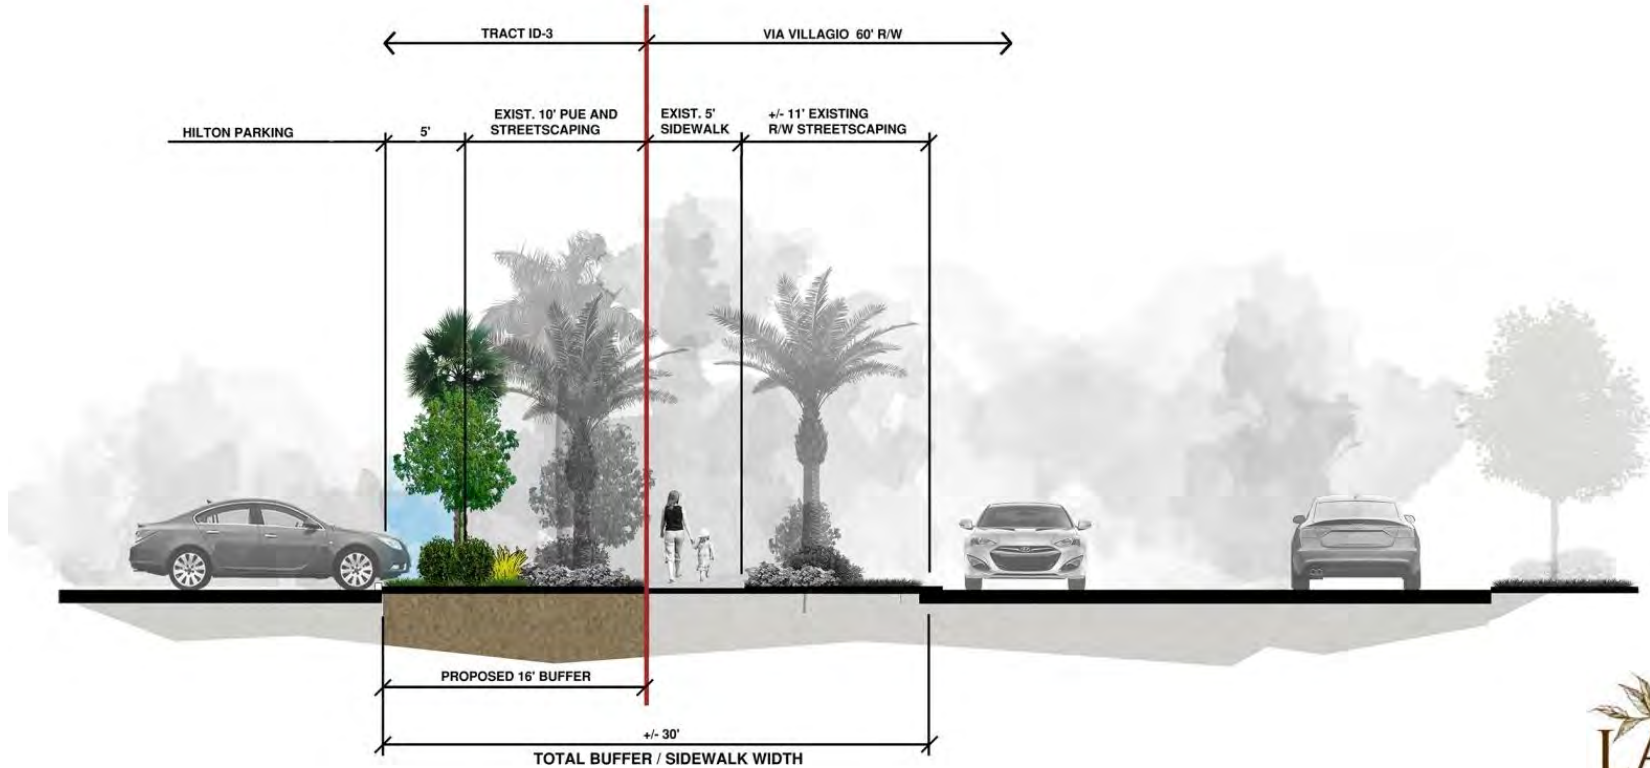 TRACT ID-3
VIA VILLAGIO 60' R/W
HILTON PARKING
5'
EXIST. 10' PUE AND
STREETSCAPING
EXIST. 5'
SIDEWALK
+/- 11' EXISTING
R/W STREETSCAPING
PROPOSED 16' BUFFER
+/- 30'
TOTAL BUFFER / SIDEWALK WIDTH